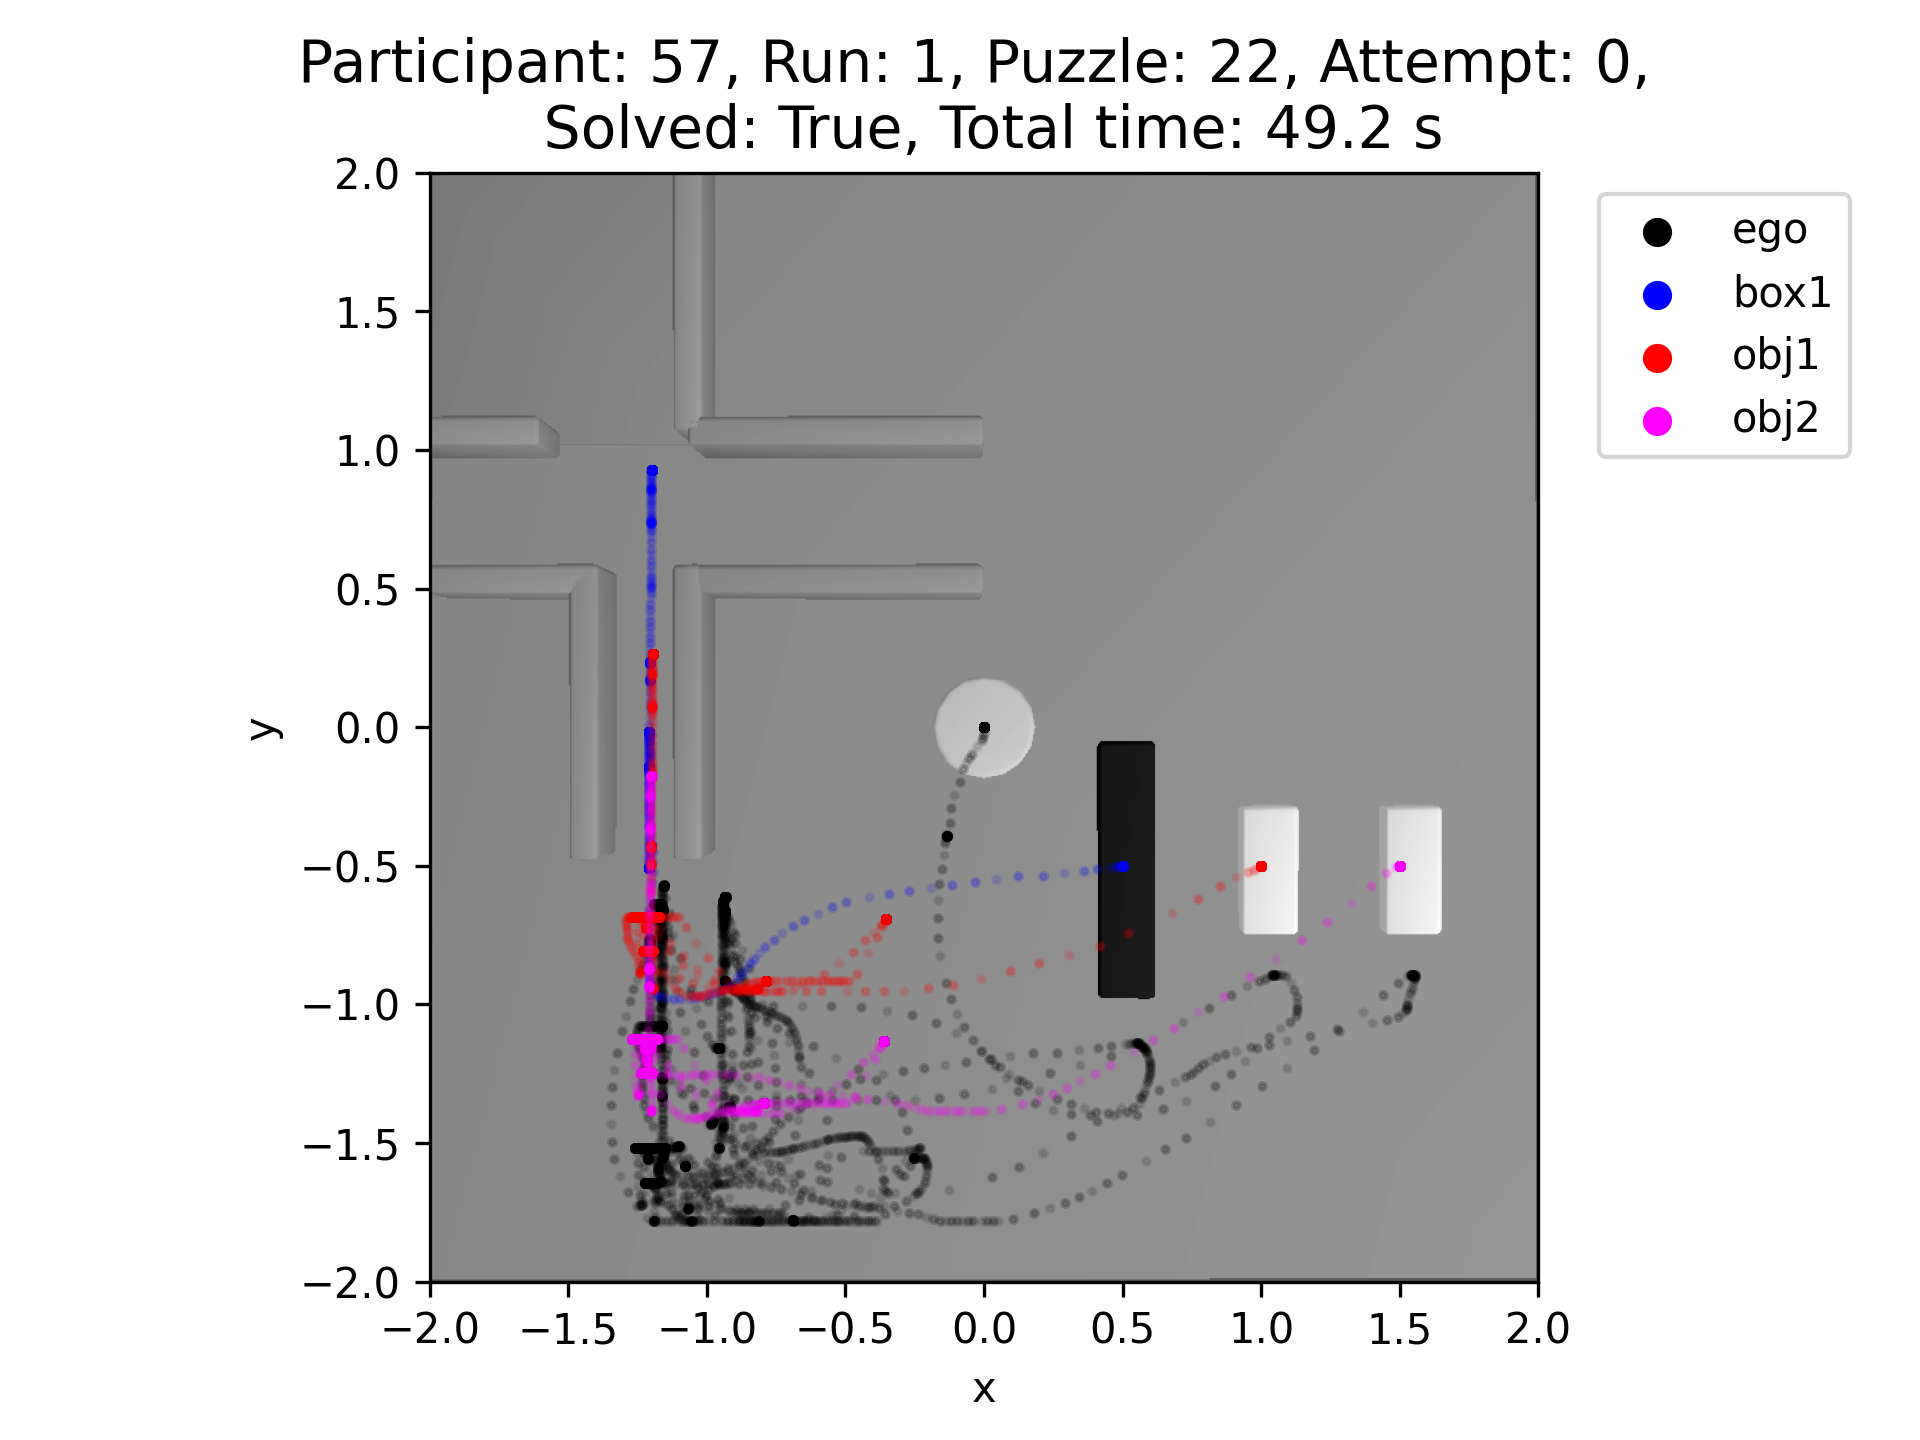 Participant: 57, Run: 1, Puzzle: 22, Attempt: 0,
Solved: True, Total time: 49.2 s
2.0
1.5
1.0
0.5
0.0
−0.5
−1.0
−1.5
−2.0
y
−2.0 −1.5 −1.0 −0.5 0.0 0.5 1.0 1.5 2.0
x
ego
box1
obj1
obj2